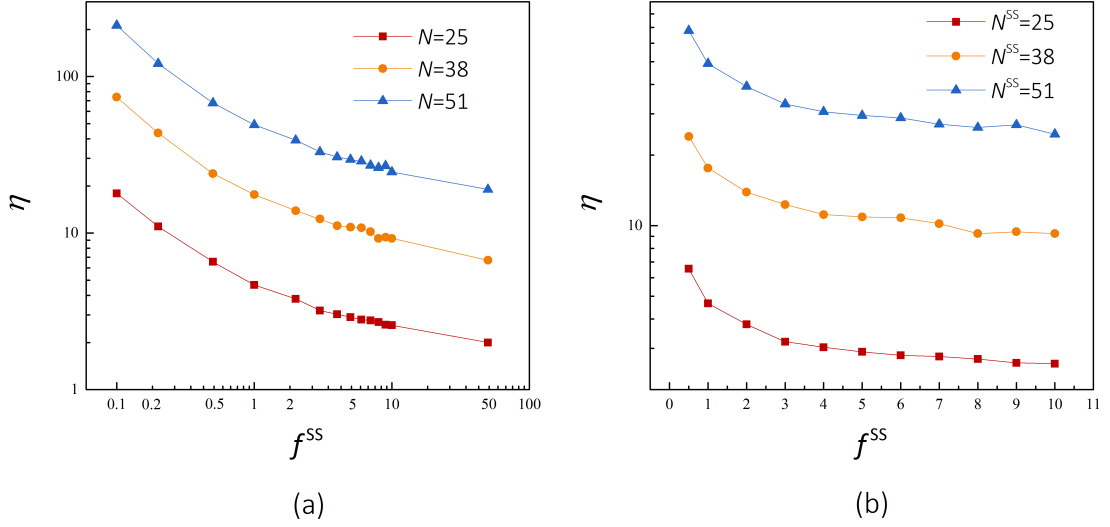 N=25
N=38
N=51
100
10
1
η
0.1 0.2 0.5 1 2 5 10 50 100
f^SS
(a)
N^SS=25
N^SS=38
N^SS=51
10
η
0 1 2 3 4 5 6 7 8 9 10 11
f^SS
(b)